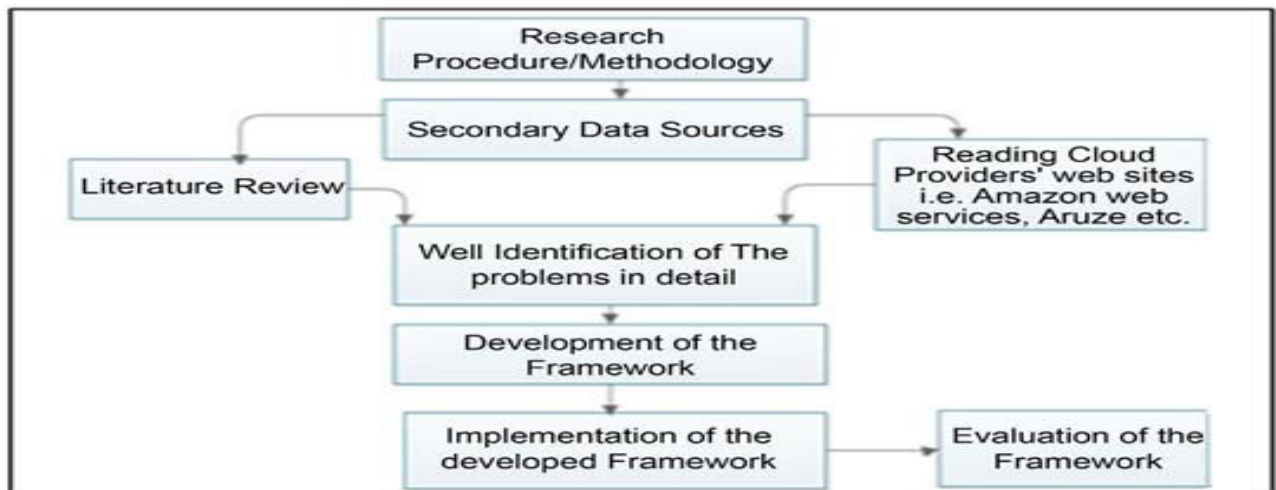 Research
Procedure/Methodology
Secondary Data Sources
Literature Review
Reading Cloud
Providers' web sites
i.e. Amazon web
services, Aruze etc.
Well Identification of The
problems in detail
Development of the
Framework
Implementation of the
developed Framework
Evaluation of the
Framework